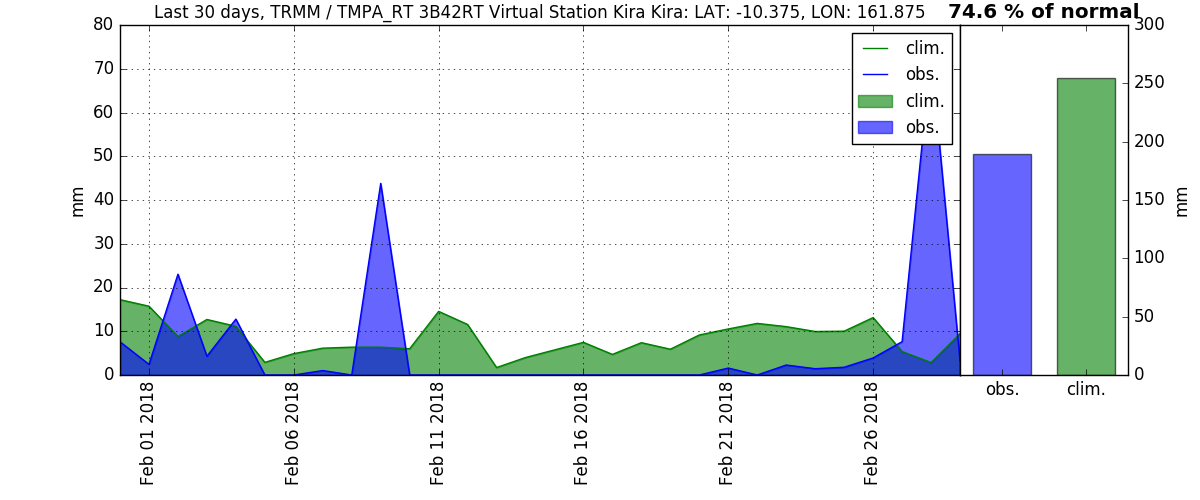 Last 30 days, TRMM / TMPA_RT 3B42RT Virtual Station Kira Kira: LAT: -10.375, LON: 161.875
74.6 % of normal
80
70
60
50
40
30
20
10
0
mm
clim.
obs.
clim.
obs.
Feb 01 2018
Feb 06 2018
Feb 11 2018
Feb 16 2018
Feb 21 2018
Feb 26 2018
300
250
200
150
100
50
0
mm
obs.
clim.